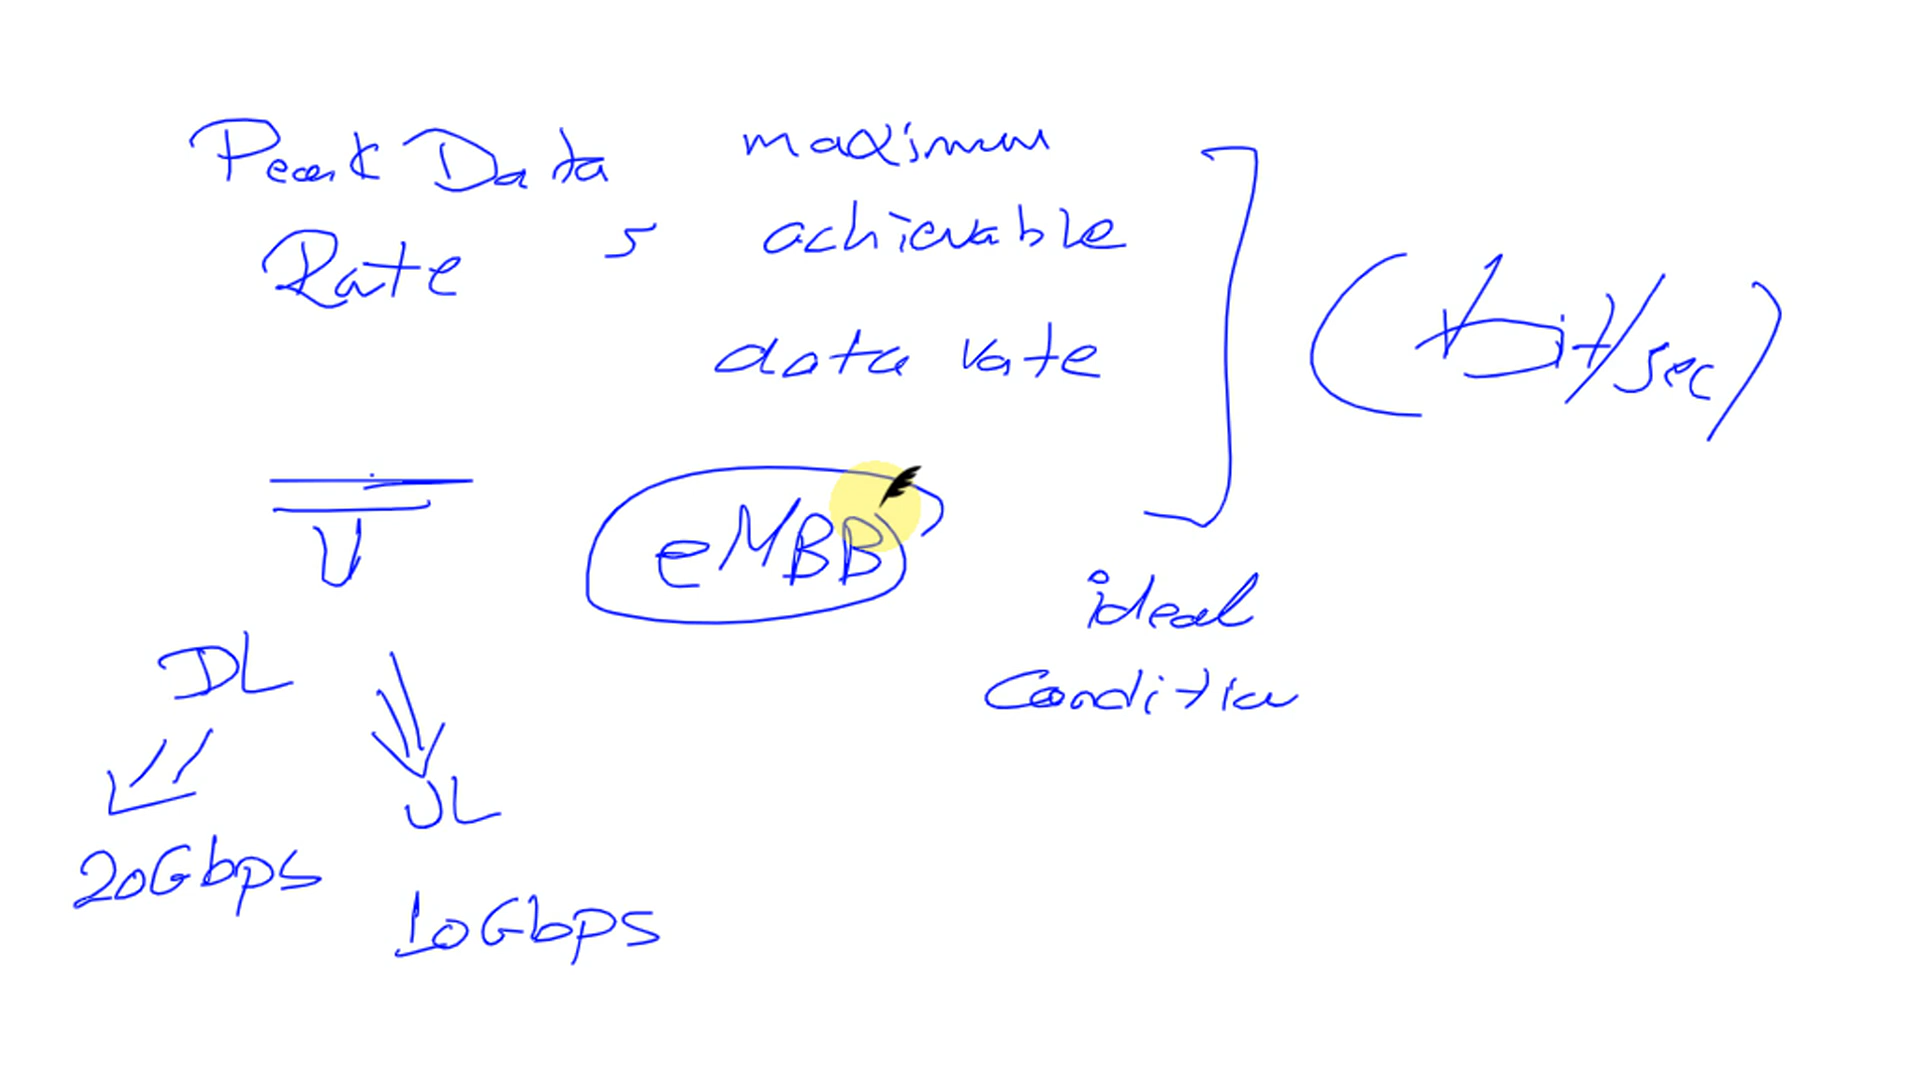 Peak Data
Rate
maximum
achievable
data rate
(bit/sec)
ideal
Condition
eMBB
DL
UL
20Gbps
10Gbps